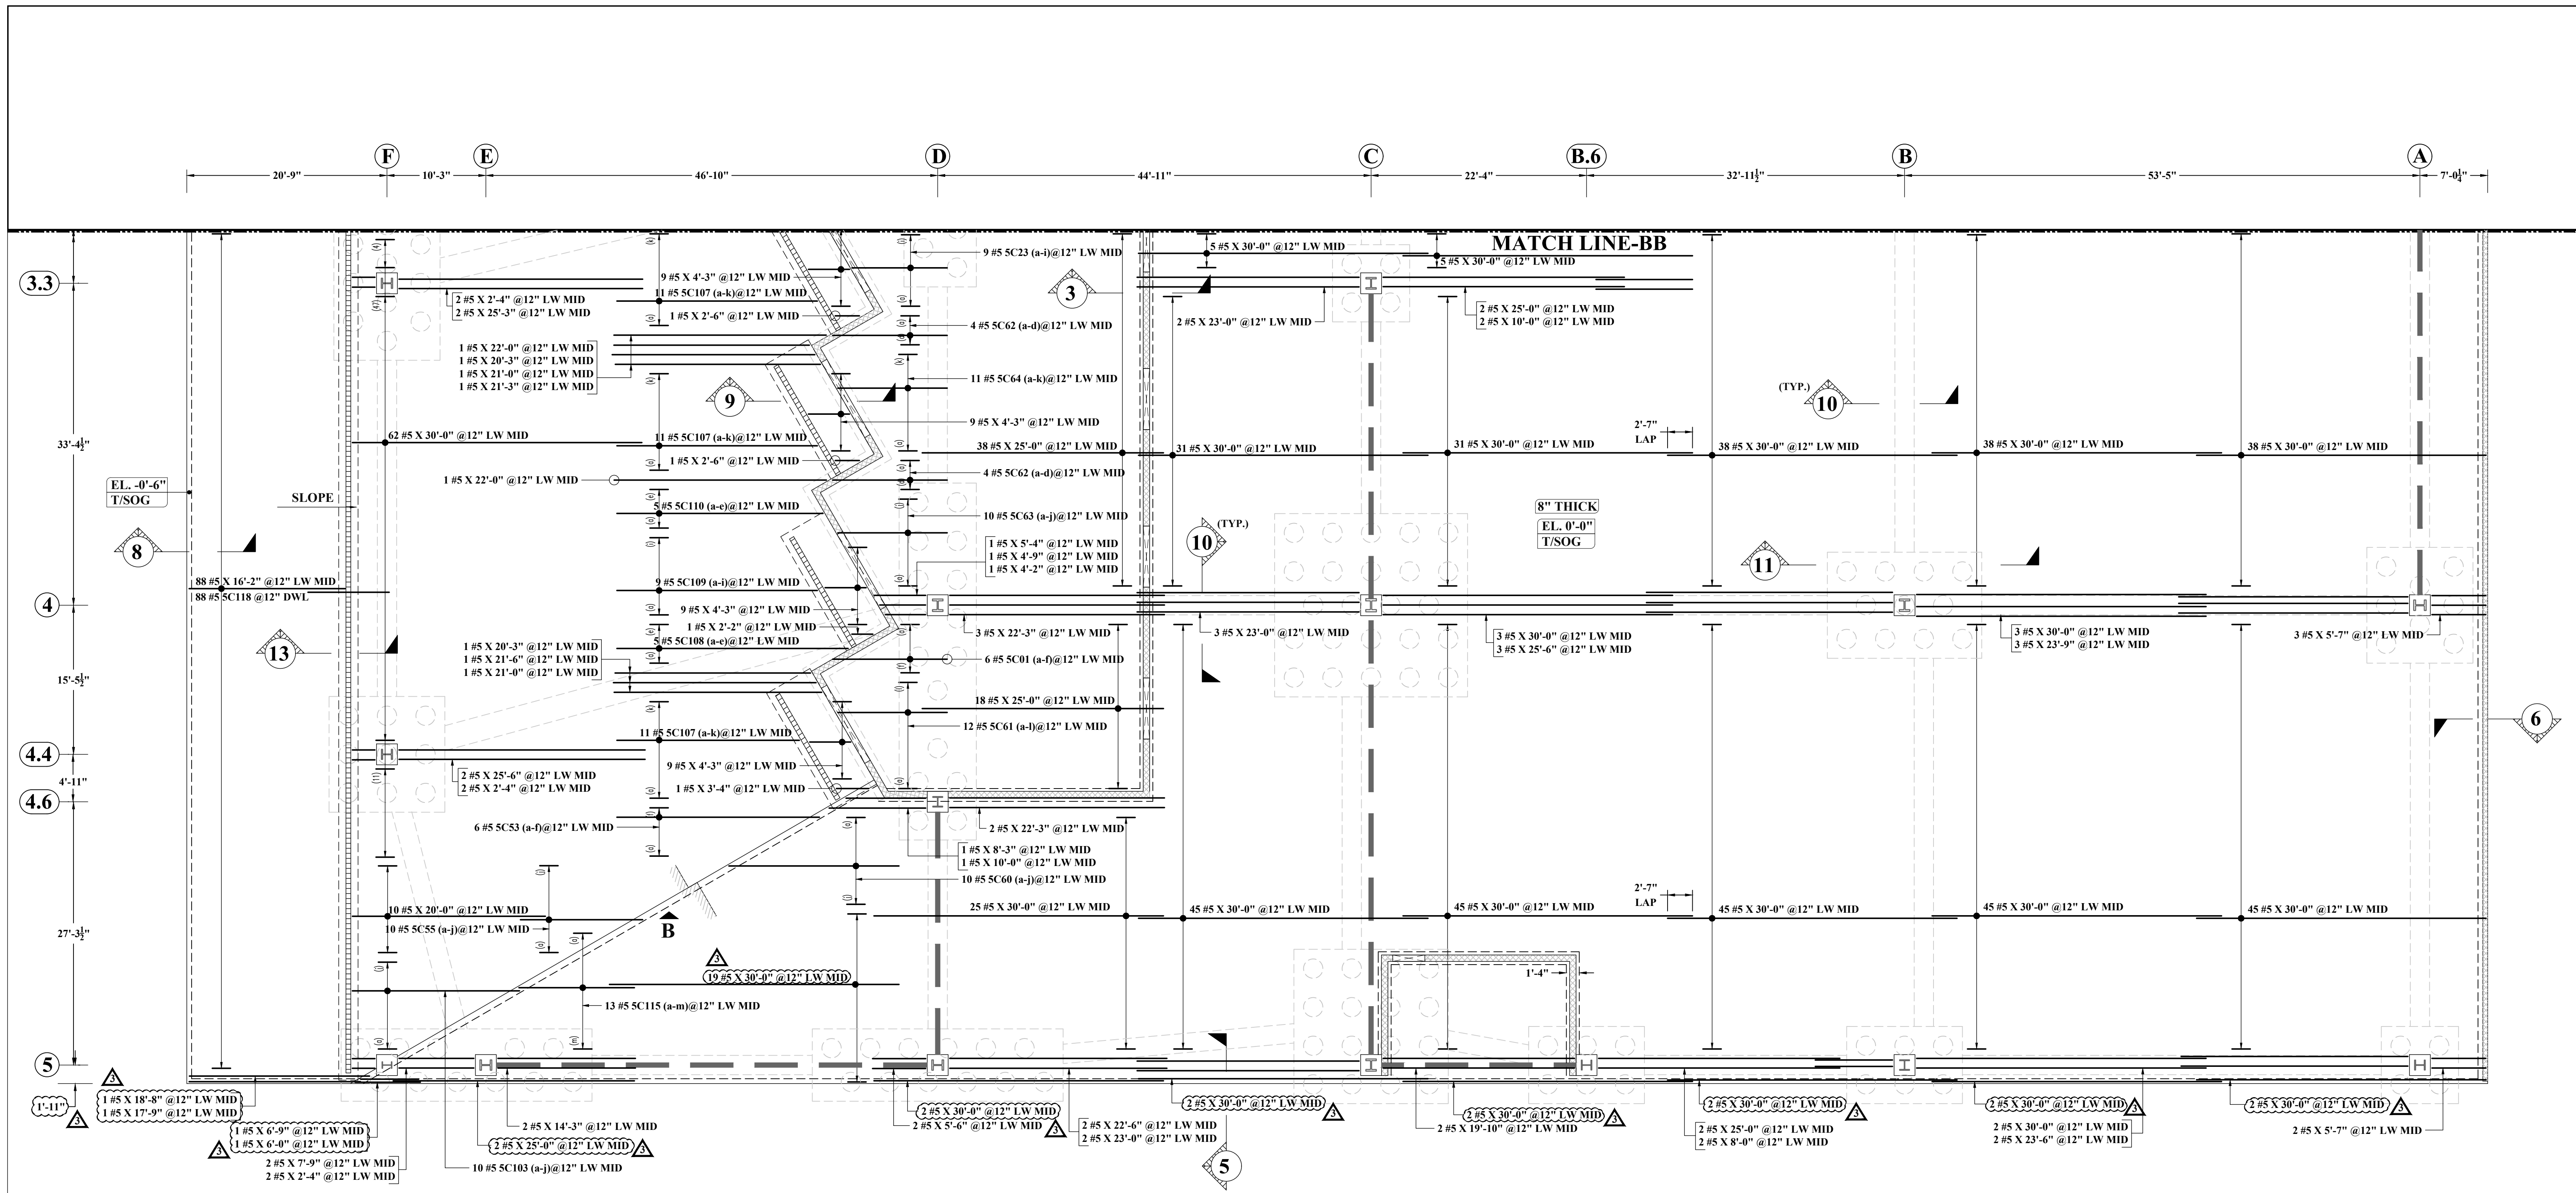 F
E
D
C
B.6
B
A
20'-9"
10'-3"
46'-10"
44'-11"
22'-4"
32'-11½"
53'-5"
7'-0¼"
MATCH LINE-BB
3.3
33'-4½"
4
15'-5½"
4.4
4'-11"
4.6
27'-3½"
5
1'-11"
3
EL. -0'-6"
T/SOG
SLOPE
8
13
88 #5 X 16'-2" @12" LW MID
88 #5 5C118 @12" DWL
2 #5 X 2'-4" @12" LW MID
2 #5 X 25'-3" @12" LW MID
9 #5 X 4'-3" @12" LW MID
11 #5 5C107 (a-k)@12" LW MID
1 #5 X 2'-6" @12" LW MID
1 #5 X 22'-0" @12" LW MID
1 #5 X 20'-3" @12" LW MID
1 #5 X 21'-0" @12" LW MID
1 #5 X 21'-3" @12" LW MID
9
62 #5 X 30'-0" @12" LW MID
11 #5 5C107 (a-k)@12" LW MID
1 #5 X 2'-6" @12" LW MID
1 #5 X 22'-0" @12" LW MID
5 #5 5C110 (a-e)@12" LW MID
9 #5 5C109 (a-i)@12" LW MID
9 #5 X 4'-3" @12" LW MID
1 #5 X 2'-2" @12" LW MID
5 #5 5C108 (a-e)@12" LW MID
1 #5 X 20'-3" @12" LW MID
1 #5 X 21'-6" @12" LW MID
1 #5 X 21'-0" @12" LW MID
11 #5 5C107 (a-k)@12" LW MID
9 #5 X 4'-3" @12" LW MID
1 #5 X 3'-4" @12" LW MID
2 #5 X 25'-6" @12" LW MID
2 #5 X 2'-4" @12" LW MID
6 #5 5C53 (a-f)@12" LW MID
10 #5 X 20'-0" @12" LW MID
10 #5 5C55 (a-j)@12" LW MID
B
3
19 #5 X 30'-0" @12" LW MID
13 #5 5C115 (a-m)@12" LW MID
9 #5 5C23 (a-i)@12" LW MID
3
4 #5 5C62 (a-d)@12" LW MID
11 #5 5C64 (a-k)@12" LW MID
9 #5 X 4'-3" @12" LW MID
38 #5 X 25'-0" @12" LW MID
4 #5 5C62 (a-d)@12" LW MID
10 #5 5C63 (a-j)@12" LW MID
1 #5 X 5'-4" @12" LW MID
1 #5 X 4'-9" @12" LW MID
1 #5 X 4'-2" @12" LW MID
3 #5 X 22'-3" @12" LW MID
6 #5 5C01 (a-f)@12" LW MID
18 #5 X 25'-0" @12" LW MID
12 #5 5C61 (a-l)@12" LW MID
2 #5 X 22'-3" @12" LW MID
1 #5 X 8'-3" @12" LW MID
1 #5 X 10'-0" @12" LW MID
10 #5 5C60 (a-j)@12" LW MID
25 #5 X 30'-0" @12" LW MID
5 #5 X 30'-0" @12" LW MID
5 #5 X 30'-0" @12" LW MID
2 #5 X 23'-0" @12" LW MID
2 #5 X 25'-0" @12" LW MID
2 #5 X 10'-0" @12" LW MID
31 #5 X 30'-0" @12" LW MID
31 #5 X 30'-0" @12" LW MID
2'-7"
LAP
38 #5 X 30'-0" @12" LW MID
38 #5 X 30'-0" @12" LW MID
38 #5 X 30'-0" @12" LW MID
(TYP.)
10
(TYP.)
10
8" THICK
EL. 0'-0"
T/SOG
11
3 #5 X 23'-0" @12" LW MID
3 #5 X 30'-0" @12" LW MID
3 #5 X 25'-6" @12" LW MID
3 #5 X 30'-0" @12" LW MID
3 #5 X 23'-9" @12" LW MID
3 #5 X 5'-7" @12" LW MID
6
2'-7"
LAP
45 #5 X 30'-0" @12" LW MID
45 #5 X 30'-0" @12" LW MID
45 #5 X 30'-0" @12" LW MID
45 #5 X 30'-0" @12" LW MID
45 #5 X 30'-0" @12" LW MID
1'-4"
3
1 #5 X 18'-8" @12" LW MID
1 #5 X 17'-9" @12" LW MID
1 #5 X 6'-9" @12" LW MID
1 #5 X 6'-0" @12" LW MID
3
2 #5 X 7'-9" @12" LW MID
2 #5 X 2'-4" @12" LW MID
2 #5 X 14'-3" @12" LW MID
2 #5 X 25'-0" @12" LW MID
3
10 #5 5C103 (a-j)@12" LW MID
2 #5 X 30'-0" @12" LW MID
2 #5 X 5'-6" @12" LW MID
3
2 #5 X 22'-6" @12" LW MID
2 #5 X 23'-0" @12" LW MID
2 #5 X 30'-0" @12" LW MID
3
5
2 #5 X 30'-0" @12" LW MID
3
2 #5 X 19'-10" @12" LW MID
2 #5 X 30'-0" @12" LW MID
3
2 #5 X 25'-0" @12" LW MID
2 #5 X 8'-0" @12" LW MID
2 #5 X 30'-0" @12" LW MID
3
2 #5 X 30'-0" @12" LW MID
2 #5 X 23'-6" @12" LW MID
2 #5 X 30'-0" @12" LW MID
3
2 #5 X 5'-7" @12" LW MID